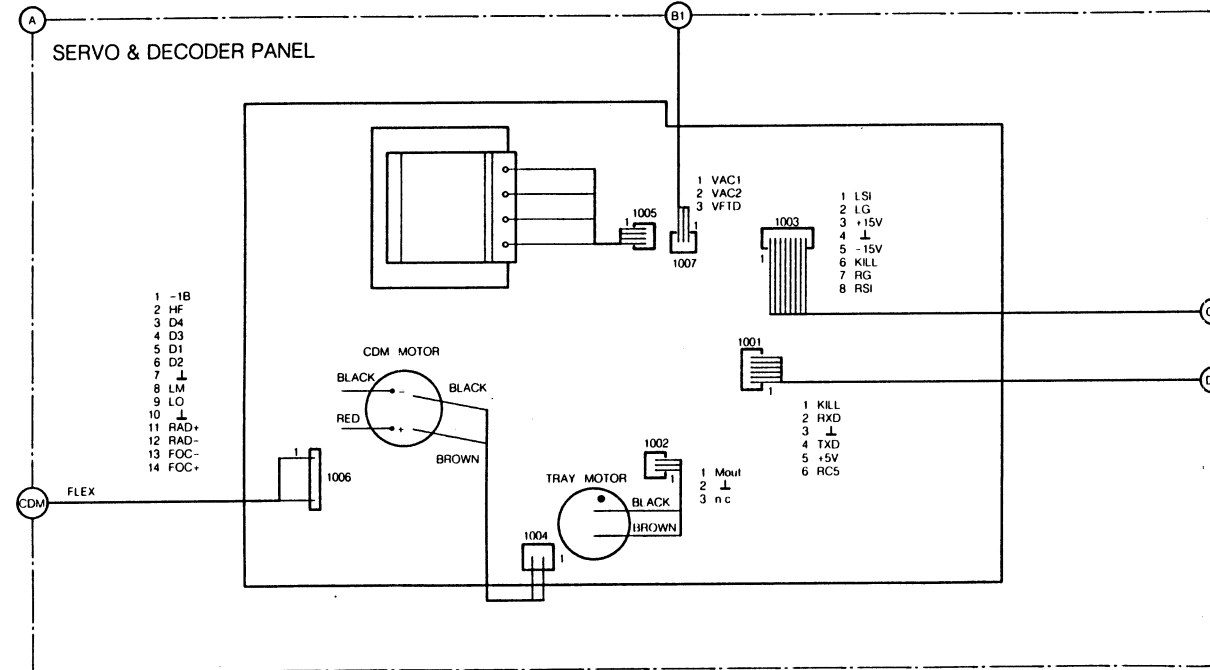 A
B1
SERVO & DECODER PANEL
1 VAC1
2 VAC2
3 VFTD
1005
1
1
1007
1003
1
1 LSI
2 LG
3 +15V
4 ⊥
5 -15V
6 KILL
7 RG
8 RSI
1 -1B
2 HF
3 D4
4 D3
5 D1
6 D2
7 ⊥
8 LM
9 LO
10 ⊥
11 RAD+
12 RAD-
13 FOC-
14 FOC+
CDM MOTOR
BLACK
-
BLACK
RED
+
BROWN
1001
1
1 KILL
2 RXD
3 ⊥
4 TXD
5 +5V
6 RC5
1
1006
CDM
FLEX
1002
1
1 Mout
2 ⊥
3 n c
TRAY MOTOR
BLACK
BROWN
1004
1